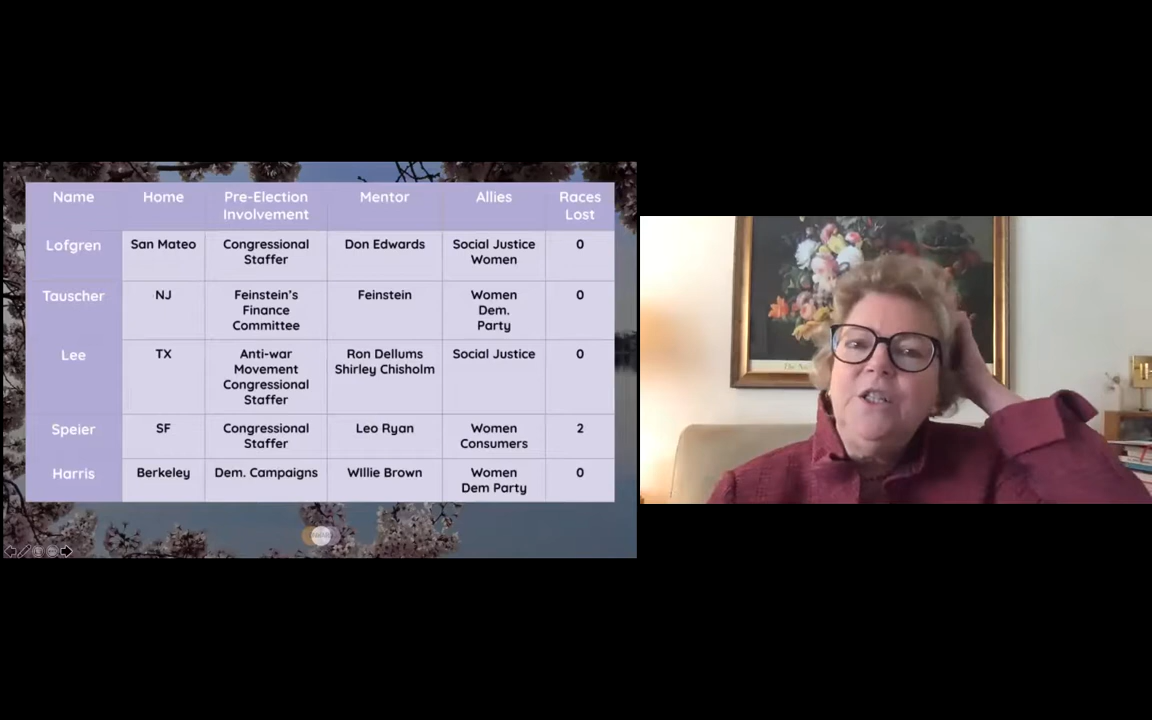 Name Home Pre-Election Mentor Allies Races
Involvement Lost
Lofgren San Mateo Congressional Don Edwards Social Justice 0
Staffer Women
Tauscher NJ Feinstein's Feinstein Women 0
Finance Dem.
Committee Party
Lee TX Anti-war Ron Dellums Social Justice 0
Movement Shirley Chisholm
Congressional
Staffer
Speier SF Congressional Leo Ryan Women 2
Staffer Consumers
Harris Berkeley Dem. Campaigns WIllie Brown Women 0
Dem Party